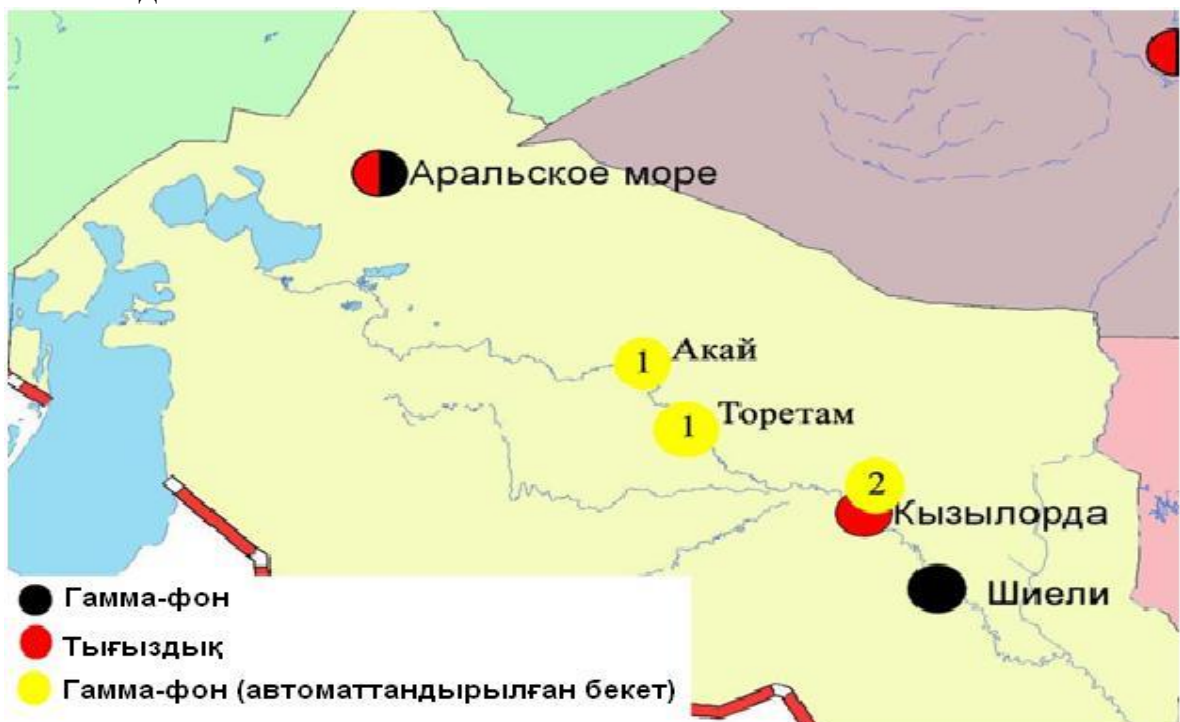 Аральское море
1 Акай
1 Торетам
2
Кызылорда
Шиели
Гамма-фон
Тығыздық
Гамма-фон (автоматтандырылған бекет)